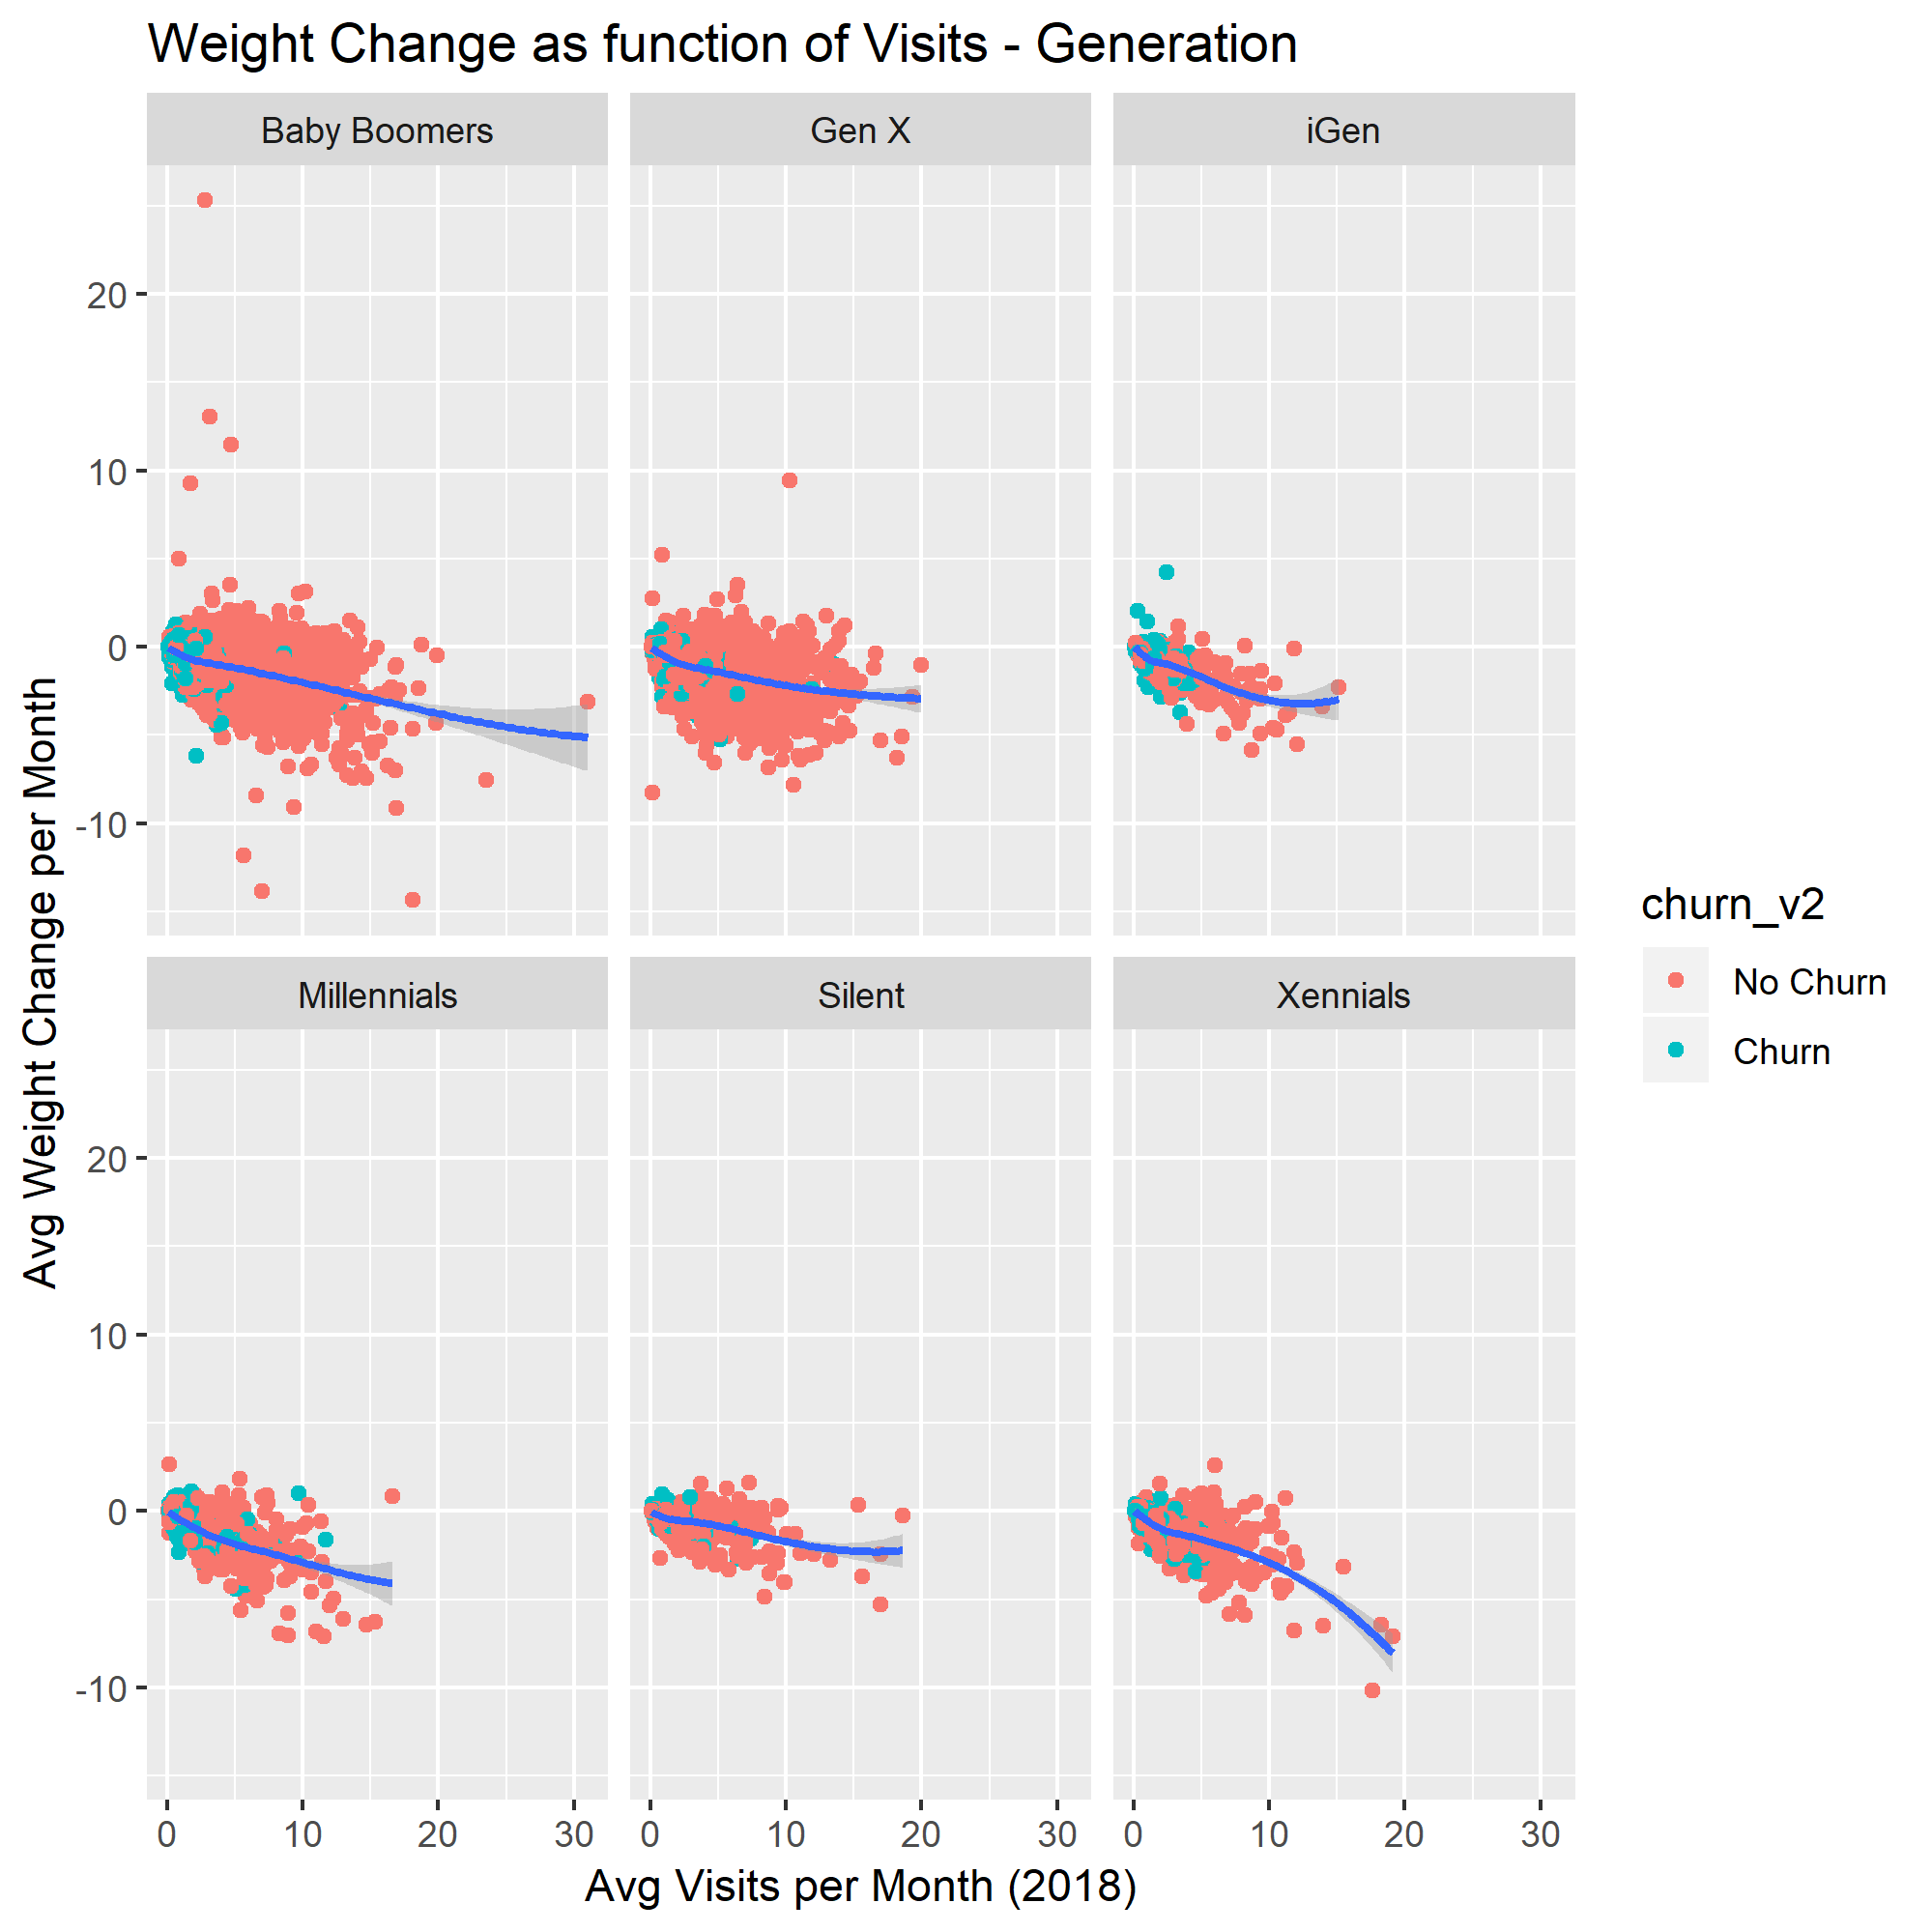 Weight Change as function of Visits - Generation
Baby Boomers
Gen X
iGen
20
10
0
-10
Millennials
Silent
Xennials
20
10
0
-10
0 10 20 30
0 10 20 30
0 10 20 30
Avg Visits per Month (2018)
Avg Weight Change per Month
churn_v2
No Churn
Churn